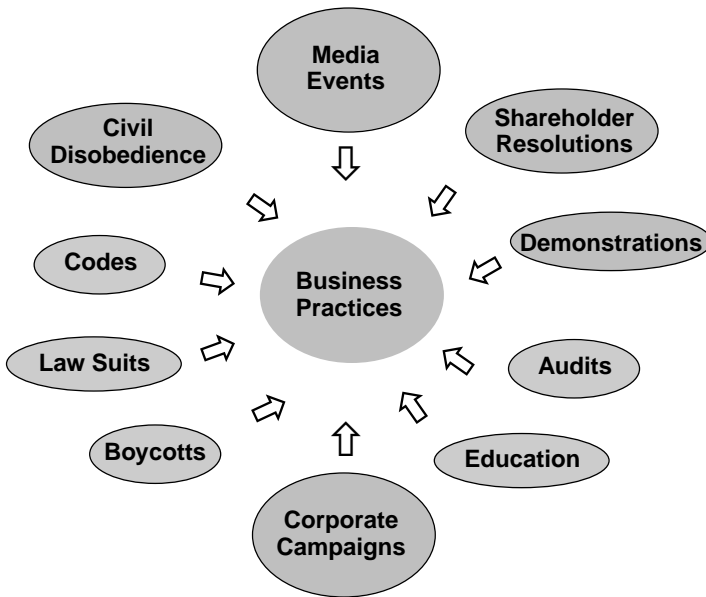 Media
Events
Civil
Disobedience
Shareholder
Resolutions
Demonstrations
Codes
Business
Practices
Law Suits
Audits
Boycotts
Education
Corporate
Campaigns